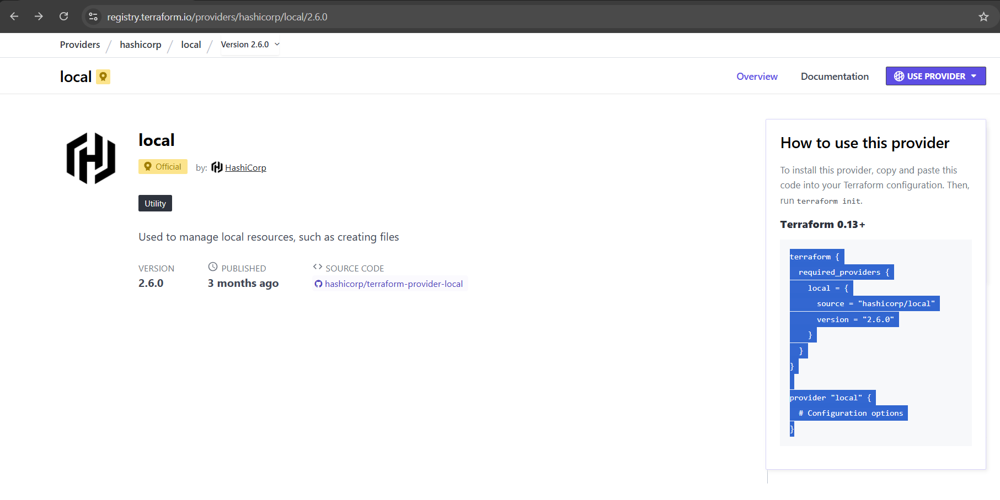 registry.terraform.io/providers/hashicorp/local/2.6.0
Providers / hashicorp / local / Version 2.6.0
local
Overview Documentation USE PROVIDER
local
Official by: HashiCorp
Utility
Used to manage local resources, such as creating files
VERSION PUBLISHED SOURCE CODE
2.6.0 3 months ago hashicorp/terraform-provider-local
How to use this provider
To install this provider, copy and paste this
code into your Terraform configuration. Then,
run terraform init.
Terraform 0.13+
terraform {
  required_providers {
    local = {
      source = "hashicorp/local"
      version = "2.6.0"
    }
  }
}

provider "local" {
  # Configuration options
}